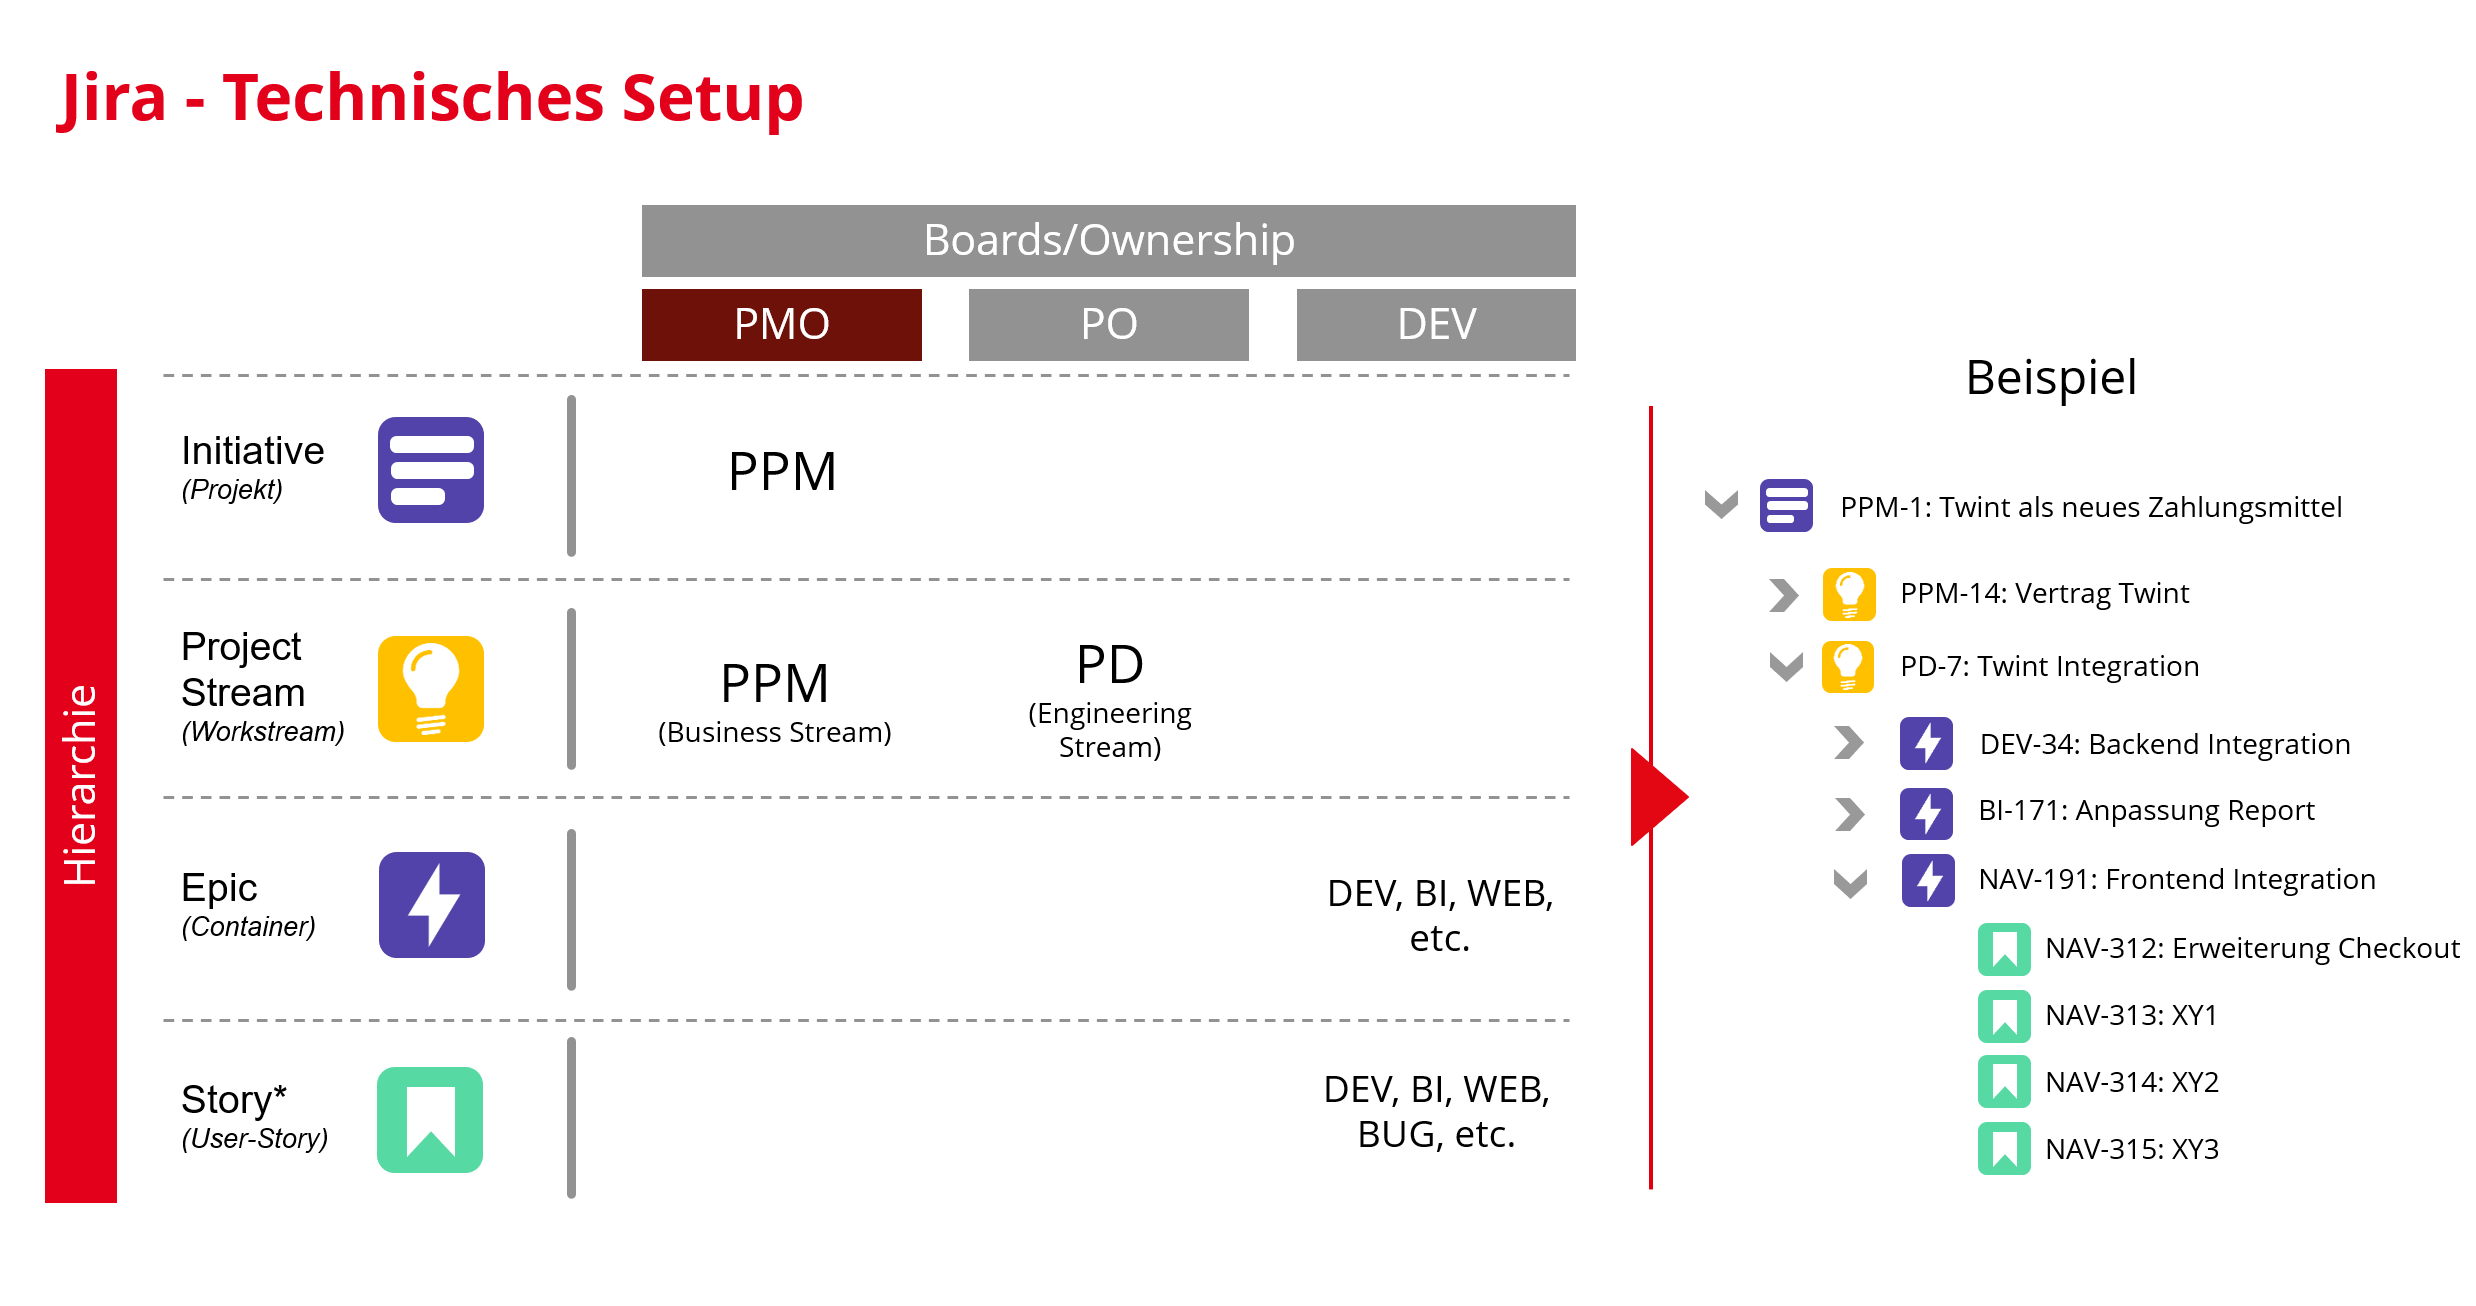 Jira - Technisches Setup
Boards/Ownership
PMO
PO
DEV
Hierarchie
Initiative
(Projekt)
PPM
Project
Stream
(Workstream)
PPM
(Business Stream)
PD
(Engineering
Stream)
Epic
(Container)
DEV, BI, WEB,
etc.
Story*
(User-Story)
DEV, BI, WEB,
BUG, etc.
Beispiel
PPM-1: Twint als neues Zahlungsmittel
PPM-14: Vertrag Twint
PD-7: Twint Integration
DEV-34: Backend Integration
BI-171: Anpassung Report
NAV-191: Frontend Integration
NAV-312: Erweiterung Checkout
NAV-313: XY1
NAV-314: XY2
NAV-315: XY3